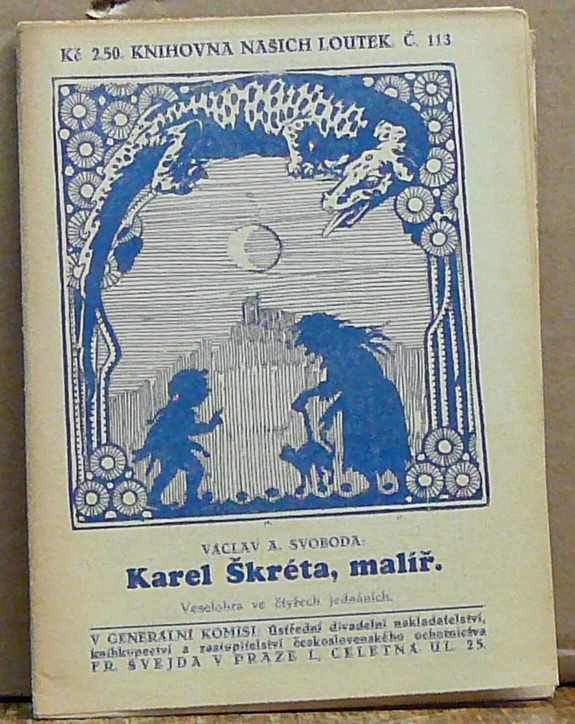 Kč 2.50. KNIHOVNA NAŠICH LOUTEK. Č. 113
VÁCLAV A. SVOBODA:
Karel Škréta, malíř.
Veselohra ve čtyřech jednáních.
V GENERÁLNÍ KOMISI Ústřední divadelní nakladatelství,
knihkupectví a zastupitelství československého ochotnictva
FR. ŠVEJDA V PRAZE I., CELETNÁ UL. 25.